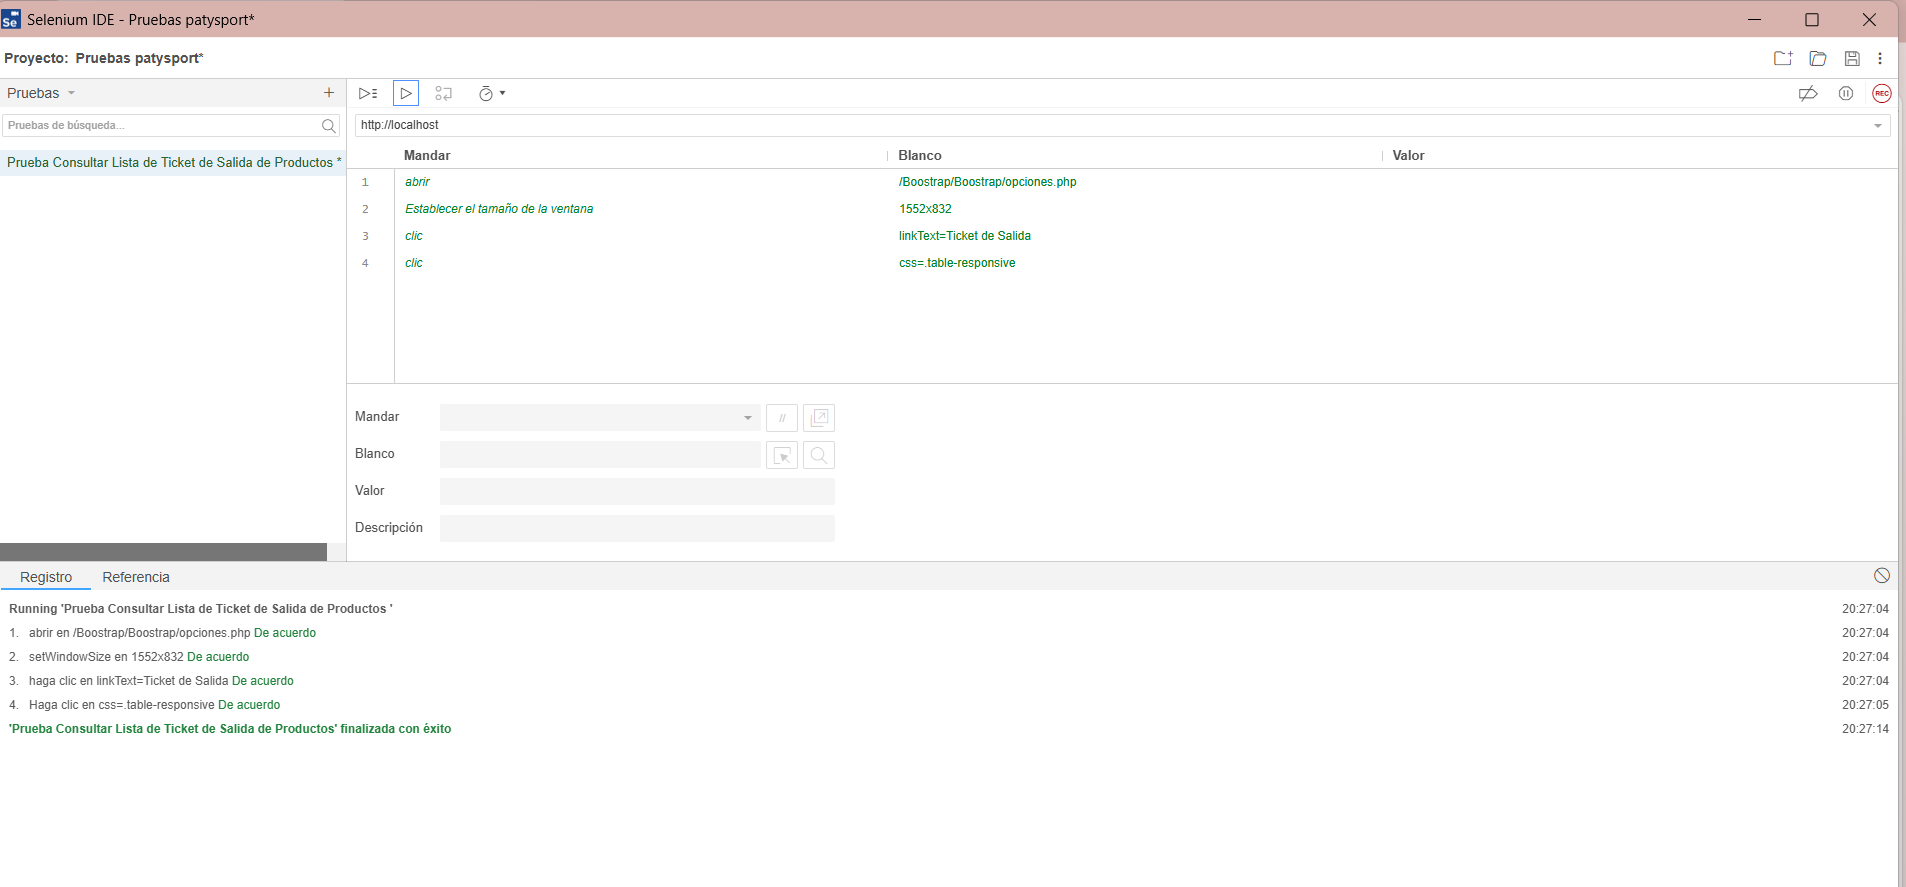 Selenium IDE - Pruebas patysport*
Proyecto: Pruebas patysport*
Pruebas
Pruebas de búsqueda...
Prueba Consultar Lista de Ticket de Salida de Productos *
REC
http://localhost
Mandar Blanco Valor
1 abrir /Boostrap/Boostrap/opciones.php
2 Establecer el tamaño de la ventana 1552x832
3 clic linkText=Ticket de Salida
4 clic css=.table-responsive
Mandar //
Blanco
Valor
Descripción
Registro Referencia
Running 'Prueba Consultar Lista de Ticket de Salida de Productos ' 20:27:04
1. abrir en /Boostrap/Boostrap/opciones.php De acuerdo 20:27:04
2. setWindowSize en 1552x832 De acuerdo 20:27:04
3. haga clic en linkText=Ticket de Salida De acuerdo 20:27:04
4. Haga clic en css=.table-responsive De acuerdo 20:27:05
'Prueba Consultar Lista de Ticket de Salida de Productos' finalizada con éxito 20:27:14